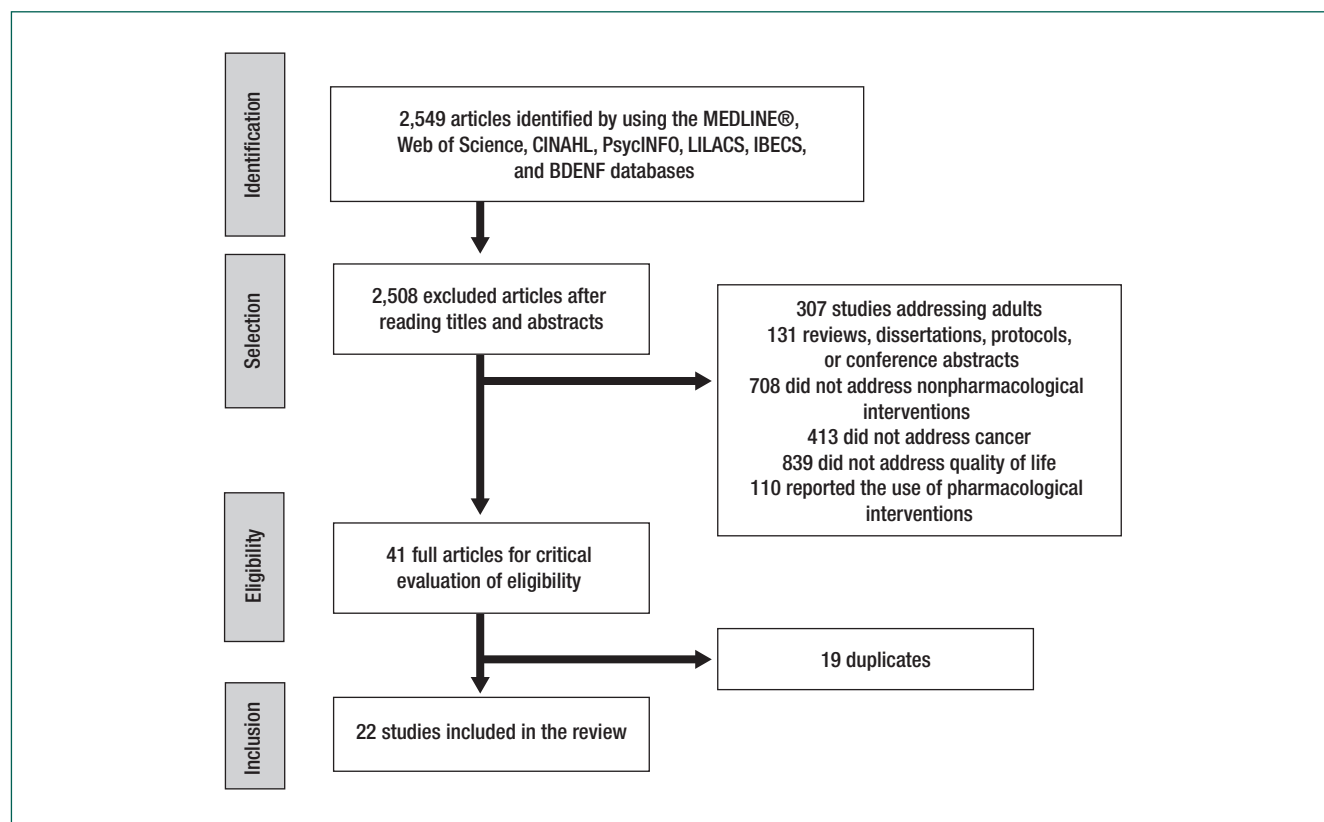 Identification
2,549 articles identified by using the MEDLINE®,
Web of Science, CINAHL, PsycINFO, LILACS, IBECS,
and BDENF databases
Selection
2,508 excluded articles after
reading titles and abstracts
307 studies addressing adults
131 reviews, dissertations, protocols,
or conference abstracts
708 did not address nonpharmacological
interventions
413 did not address cancer
839 did not address quality of life
110 reported the use of pharmacological
interventions
Eligibility
41 full articles for critical
evaluation of eligibility
19 duplicates
Inclusion
22 studies included in the review